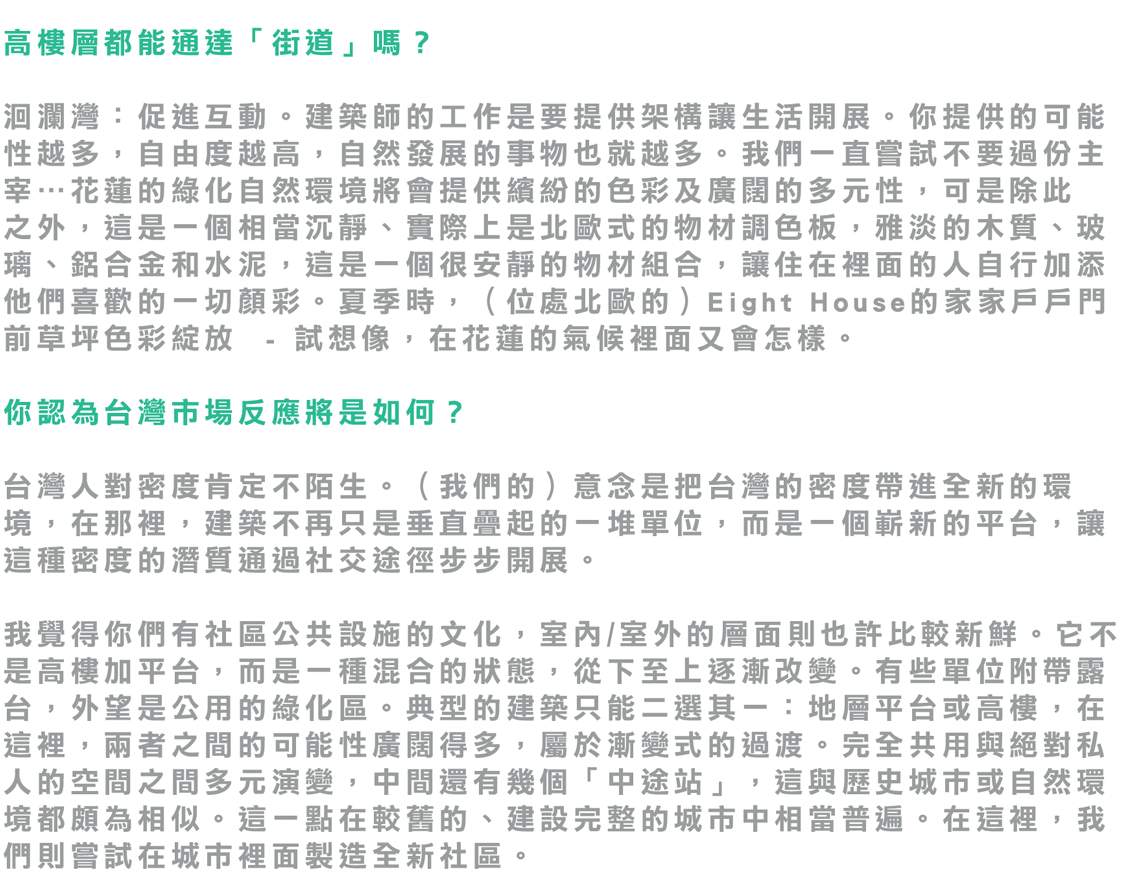 高樓層都能通達「街道」嗎？
洄瀾灣：促進互動。建築師的工作是要提供架構讓生活開展。你提供的可能
性越多，自由度越高，自然發展的事物也就越多。我們一直嘗試不要過份主
宰…花蓮的綠化自然環境將會提供繽紛的色彩及廣闊的多元性，可是除此
之外，這是一個相當沉靜、實際上是北歐式的物材調色板，雅淡的木質、玻
璃、鋁合金和水泥，這是一個很安靜的物材組合，讓住在裡面的人自行加添
他們喜歡的一切顏彩。夏季時，（位處北歐的）Eight House的家家戶戶門
前草坪色彩綻放 - 試想像，在花蓮的氣候裡面又會怎樣。
你認為台灣市場反應將是如何？
台灣人對密度肯定不陌生。（我們的）意念是把台灣的密度帶進全新的環
境，在那裡，建築不再只是垂直疊起的一堆單位，而是一個嶄新的平台，讓
這種密度的潛質通過社交途徑步步開展。
我覺得你們有社區公共設施的文化，室內/室外的層面則也許比較新鮮。它不
是高樓加平台，而是一種混合的狀態，從下至上逐漸改變。有些單位附帶露
台，外望是公用的綠化區。典型的建築只能二選其一：地層平台或高樓，在
這裡，兩者之間的可能性廣闊得多，屬於漸變式的過渡。完全共用與絕對私
人的空間之間多元演變，中間還有幾個「中途站」，這與歷史城市或自然環
境都頗為相似。這一點在較舊的、建設完整的城市中相當普遍。在這裡，我
們則嘗試在城市裡面製造全新社區。